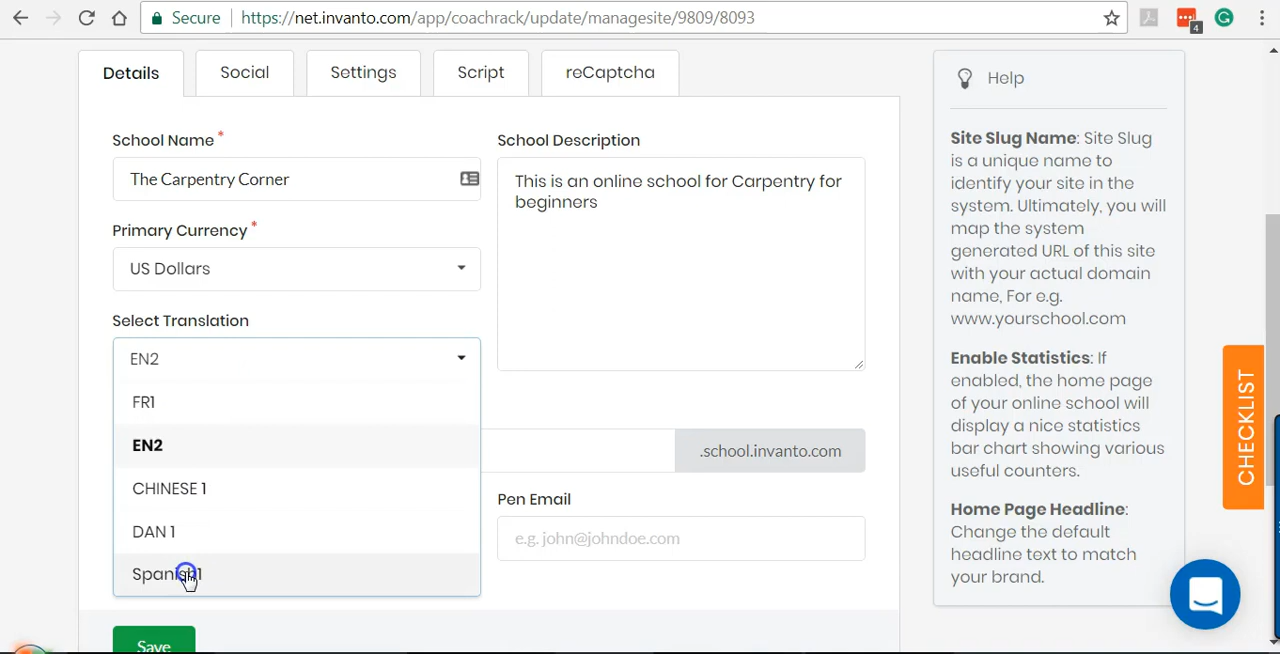 Secure
https://net.invanto.com/app/coachrack/update/managesite/9809/8093
4
Details
Social
Settings
Script
reCaptcha
School Name *
The Carpentry Corner
Primary Currency *
US Dollars
Select Translation
EN2
FR1
EN2
CHINESE 1
DAN 1
Spanish1
School Description
This is an online school for Carpentry for
beginners
.school.invanto.com
Pen Email
e.g. john@johndoe.com
Save
Help
Site Slug Name: Site Slug
is a unique name to
identify your site in the
system. Ultimately, you will
map the system
generated URL of this site
with your actual domain
name, For e.g.
www.yourschool.com
Enable Statistics: If
enabled, the home page
of your online school will
display a nice statistics
bar chart showing various
useful counters.
Home Page Headline:
Change the default
headline text to match
your brand.
CHECKLIST